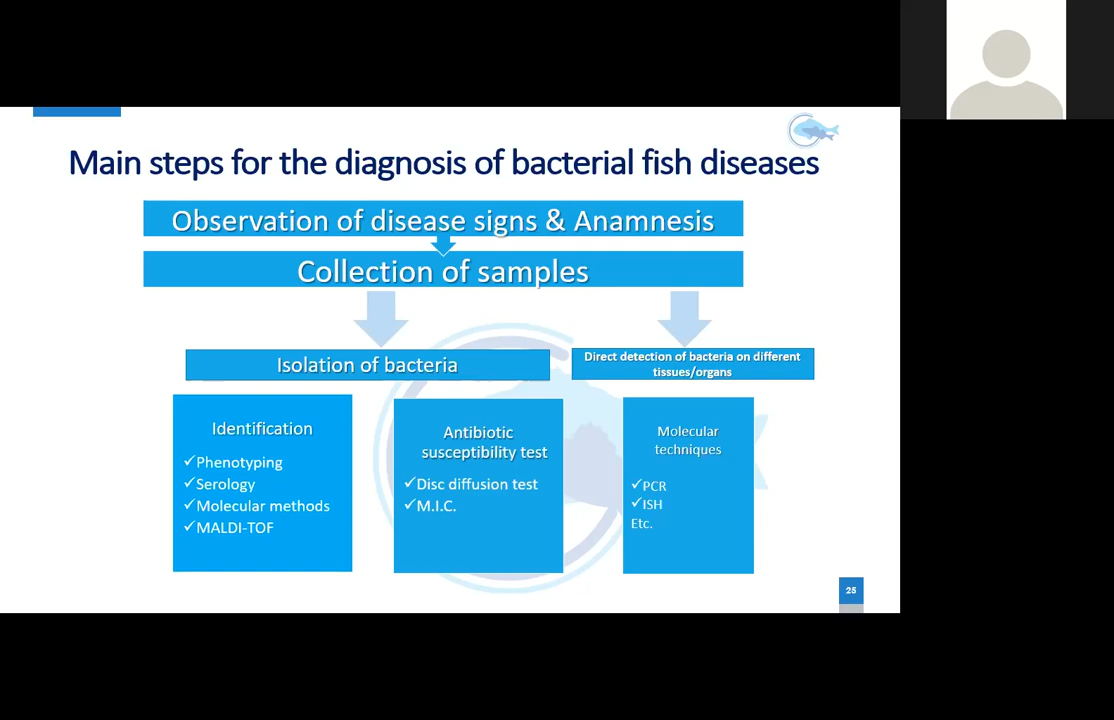 Main steps for the diagnosis of bacterial fish diseases
Observation of disease signs & Anamnesis
Collection of samples
Isolation of bacteria
Direct detection of bacteria on different
tissues/organs
Identification
✓Phenotyping
✓Serology
✓Molecular methods
✓MALDI-TOF
Antibiotic
susceptibility test
✓Disc diffusion test
✓M.I.C.
Molecular
techniques
✓PCR
✓ISH
Etc.
25